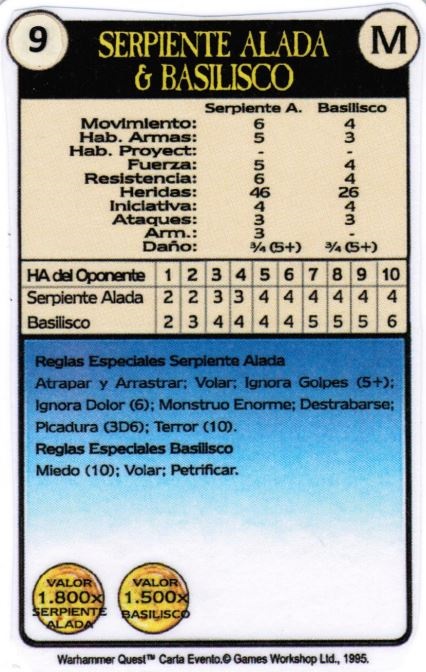 9
SERPIENTE ALADA
& BASILISCO
M
Serpiente A. Basilisco
Movimiento: 6 4
Hab. Armas: 5 3
Hab. Proyect: - -
Fuerza: 5 4
Resistencia: 6 4
Heridas: 46 26
Iniciativa: 4 4
Ataques: 3 3
Arm.: 3 -
Daño: ¾ (5+) ¾ (5+)
HA del Oponente 1 2 3 4 5 6 7 8 9 10
Serpiente Alada 2 2 3 3 4 4 4 4 4 4
Basilisco 2 3 4 4 4 4 5 5 5 6
Reglas Especiales Serpiente Alada
Atrapar y Arrastrar; Volar; Ignora Golpes (5+);
Ignora Dolor (6); Monstruo Enorme; Destrabarse;
Picadura (3D6); Terror (10).
Reglas Especiales Basilisco
Miedo (10); Volar; Petrificar.
VALOR
1.800x
SERPIENTE
ALADA
VALOR
1.500x
BASILISCO
Warhammer Quest™ Carta Evento.© Games Workshop Ltd., 1995.